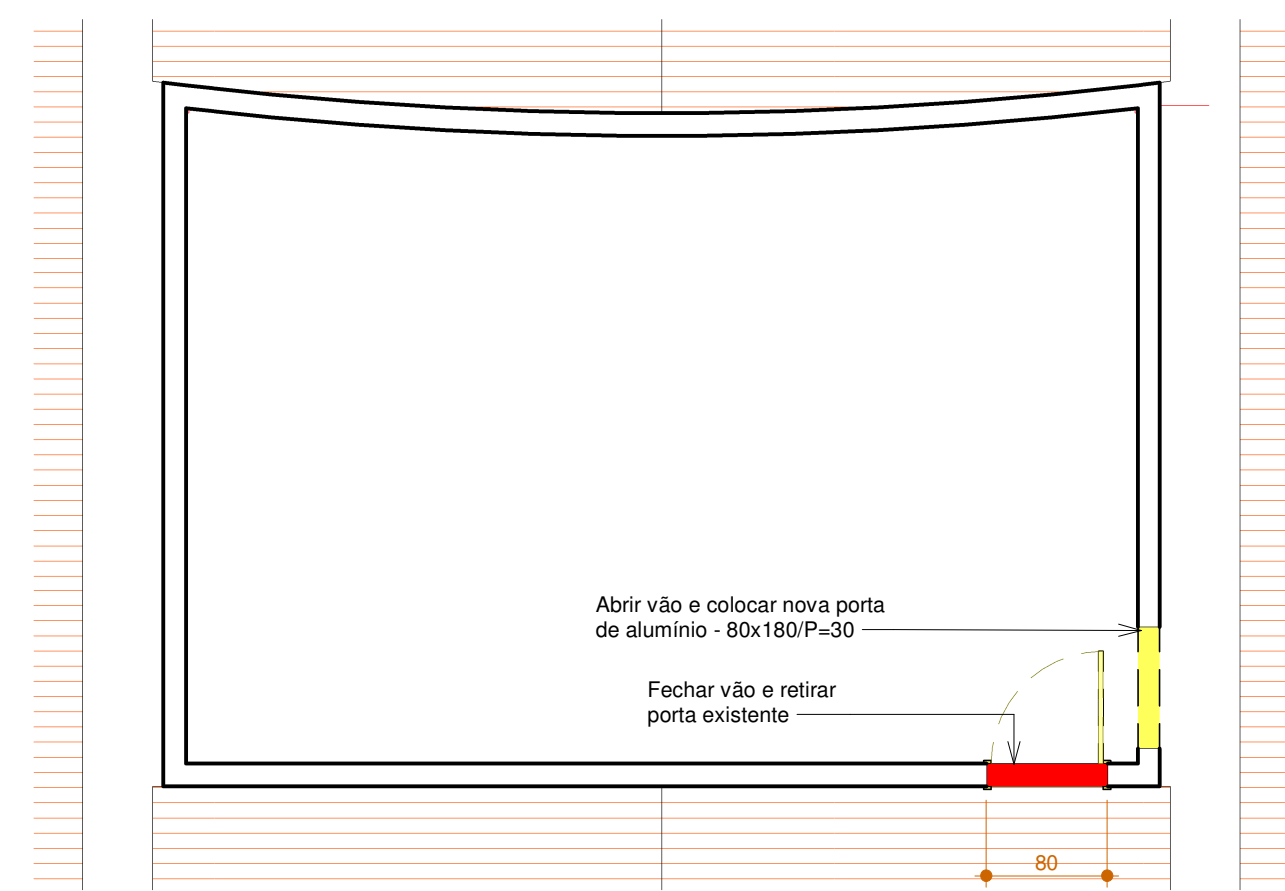 Abrir vão e colocar nova porta
de alumínio - 80x180/P=30
Fechar vão e retirar
porta existente
80